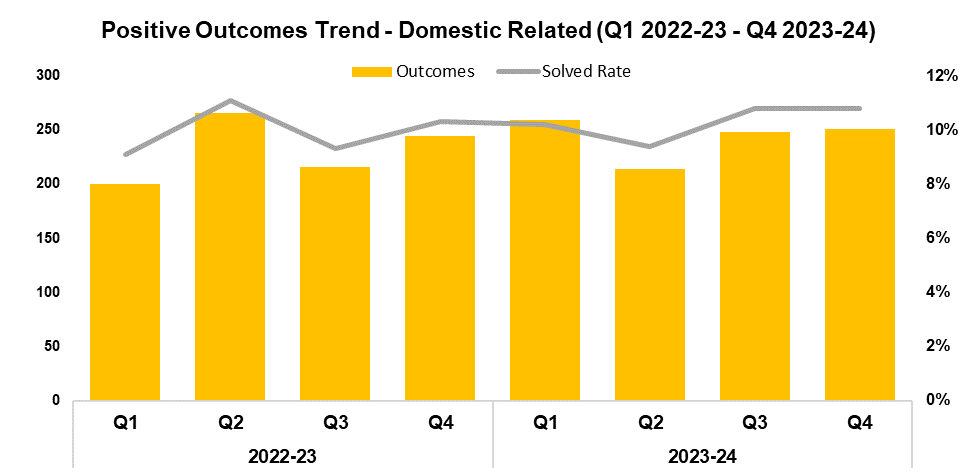 Positive Outcomes Trend - Domestic Related (Q1 2022-23 - Q4 2023-24)
Outcomes Solved Rate
300 12%
250 10%
200 8%
150 6%
100 4%
50 2%
0 0%
Q1 Q2 Q3 Q4 Q1 Q2 Q3 Q4
2022-23 2023-24